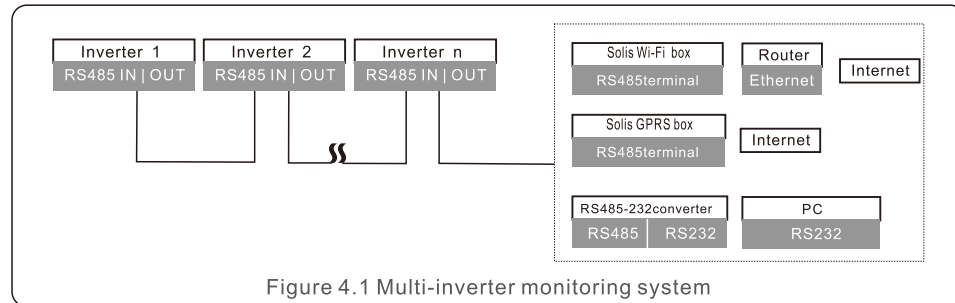 Inverter 1
RS485 IN | OUT
Inverter 2
RS485 IN | OUT
Inverter n
RS485 IN | OUT
Solis Wi-Fi box
RS485terminal
Router
Ethernet
Internet
Solis GPRS box
RS485terminal
Internet
RS485-232converter
RS485 RS232
PC
RS232
Figure 4.1 Multi-inverter monitoring system